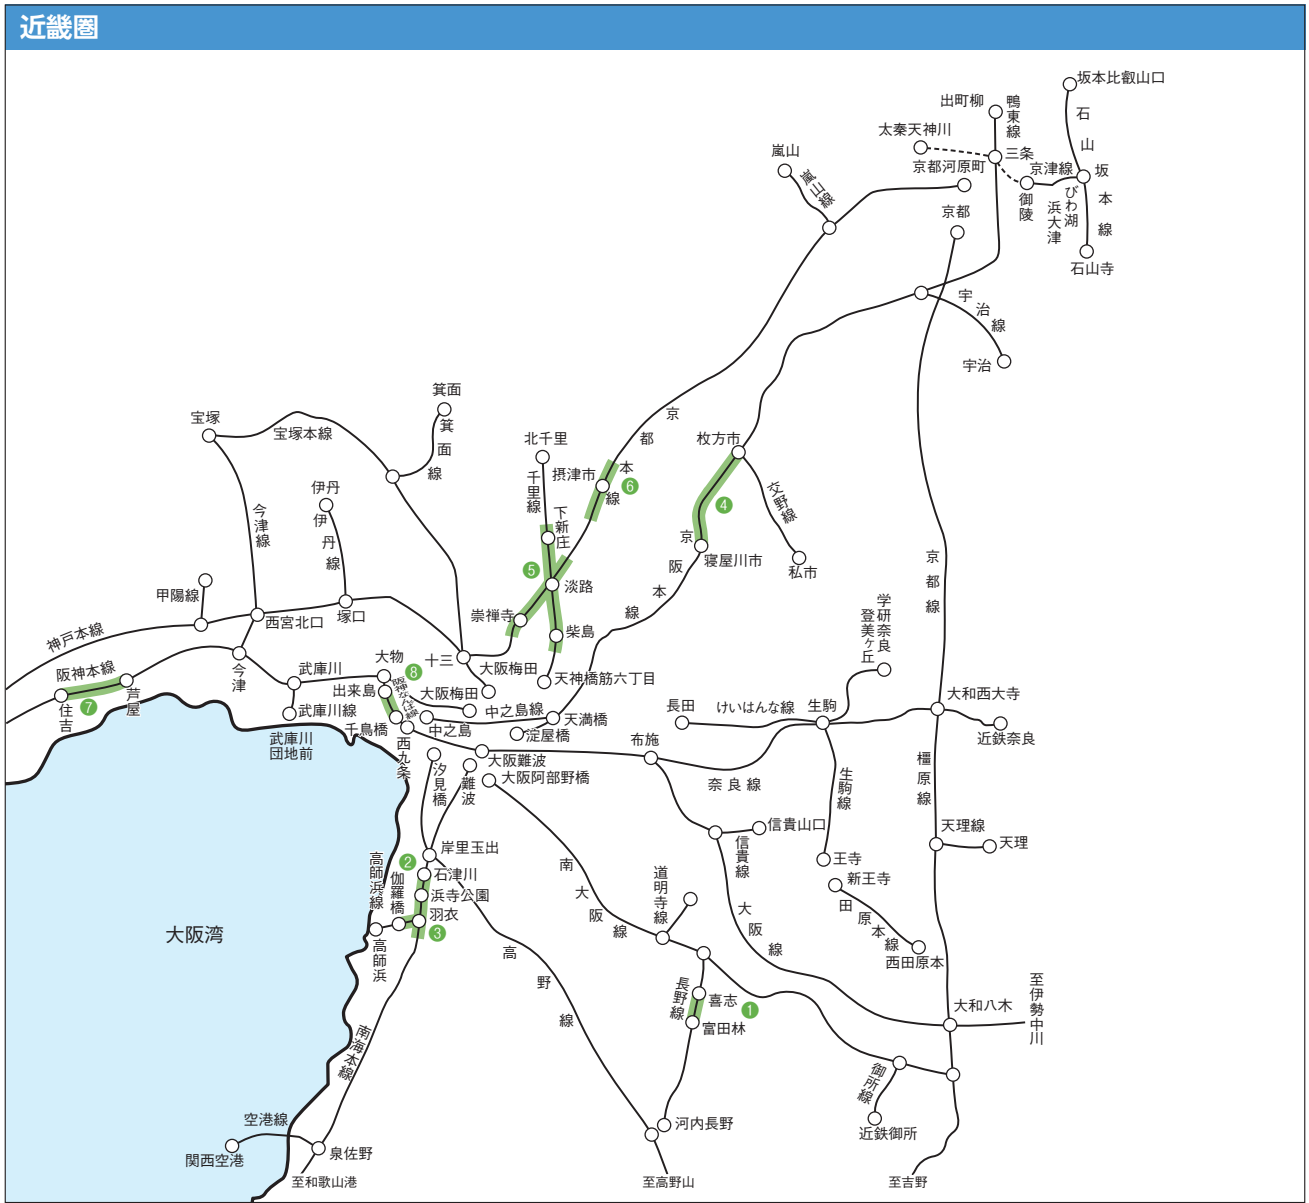 近畿圏
坂本比叡山口
出町柳
鴨東線
石山坂本線
太秦天神川
三条
京都河原町
京津線
嵐山
嵐山線
御陵
びわ湖浜大津
京都
石山寺
宇治線
宇治
箕面
箕面線
宝塚
宝塚本線
京都本線
北千里
枚方市
千里線
摂津市
⑥
伊丹
伊丹線
今津線
下新庄
④
交野線
京阪本線
寝屋川市
私市
⑤
淡路
京都線
甲陽線
西宮北口
塚口
崇禅寺
柴島
学研奈良登美ヶ丘
神戸本線
阪神本線
今津
武庫川
大物
⑧
十三
大阪梅田
天神橋筋六丁目
芦屋
出来島
阪神なんば線
大阪梅田
住吉
⑦
武庫川線
千鳥橋
中之島線
中之島
天満橋
淀屋橋
長田
けいはんな線
生駒
大和西大寺
近鉄奈良
武庫川
団地前
西九条
布施
汐見橋
難波
大阪難波
大阪阿部野橋
奈良線
生駒線
橿原線
信貴山口
信貴線
天理線
天理
岸里玉出
②
石津川
王寺
新王寺
高師浜線
伽羅橋
浜寺公園
羽衣
③
南大阪線
道明寺線
大阪線
田原本線
西田原本
大阪湾
高師浜
高野線
長野線
喜志
①
富田林
大和八木
至伊勢中川
南海本線
御所線
空港線
河内長野
近鉄御所
関西空港
泉佐野
至和歌山港
至高野山
至吉野